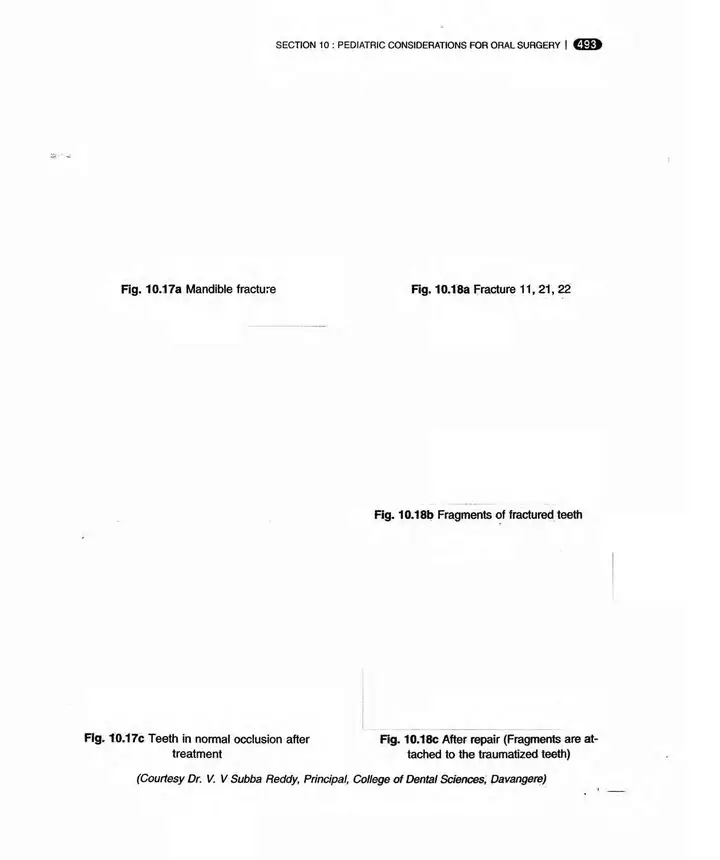 SECTION 10 : PEDIATRIC CONSIDERATIONS FOR ORAL SURGERY | 493
Fig. 10.17a Mandible fracture
Fig. 10.18a Fracture 11, 21, 22
Fig. 10.18b Fragments of fractured teeth
Fig. 10.17c Teeth in normal occlusion after
treatment
Fig. 10.18c After repair (Fragments are at-
tached to the traumatized teeth)
(Courtesy Dr. V. V Subba Reddy, Principal, College of Dental Sciences, Davangere)